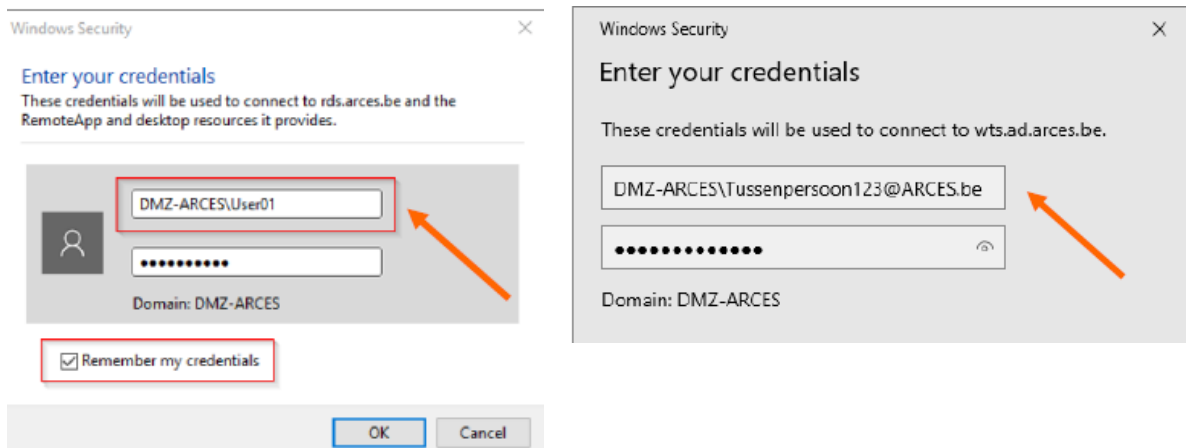 Windows Security
Enter your credentials
These credentials will be used to connect to rds.arces.be and the
RemoteApp and desktop resources it provides.
DMZ-ARCES\User01
••••••••••
Domain: DMZ-ARCES
Remember my credentials
OK Cancel
Windows Security
Enter your credentials
These credentials will be used to connect to wts.ad.arces.be.
DMZ-ARCES\Tussenpersoon123@ARCES.be
•••••••••••••
Domain: DMZ-ARCES